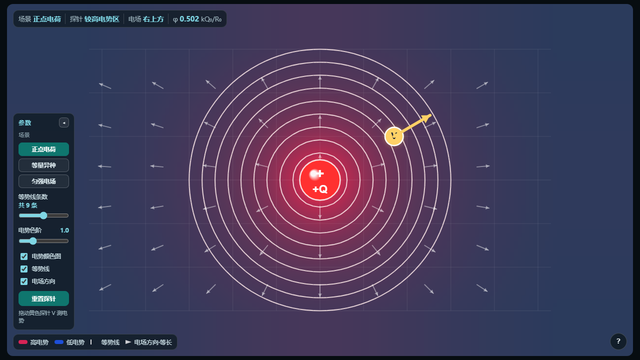 场景 正点电荷 探针 较高电势区 电场 右上方 φ 0.502 kQ₀/R₀
参数
场景
正点电荷
等量异种
匀强电场
等势线条数
共 9 条
电势色阶 1.0
电势颜色图
等势线
电场方向
重置探针
拖动黄色探针 V 测电
势
+
+Q
V
高电势 低电势 等势线 电场方向·等长
?